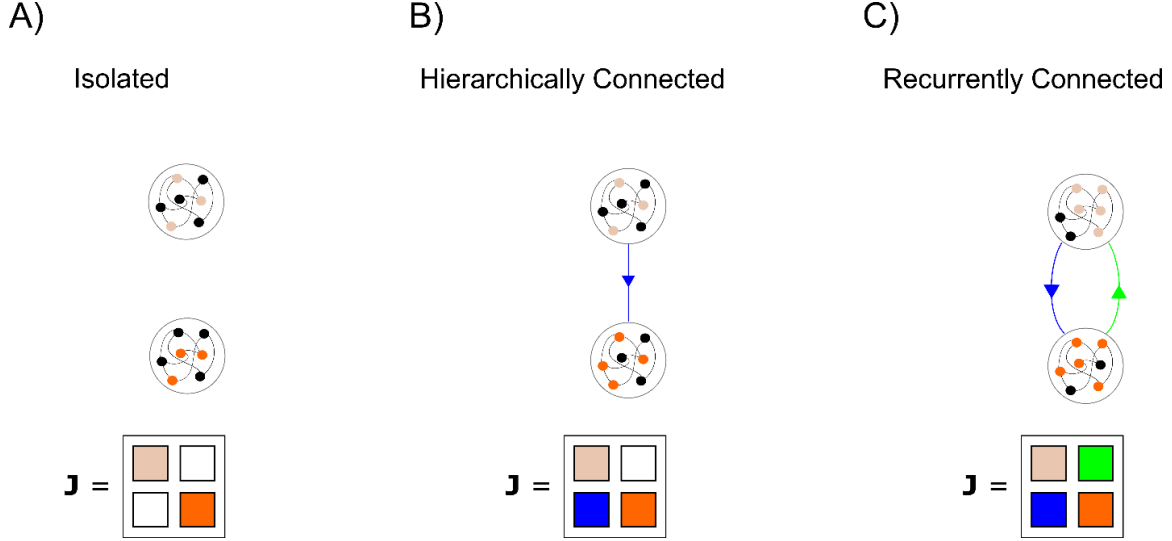 A)
B)
C)
Isolated
Hierarchically Connected
Recurrently Connected
J =
J =
J =